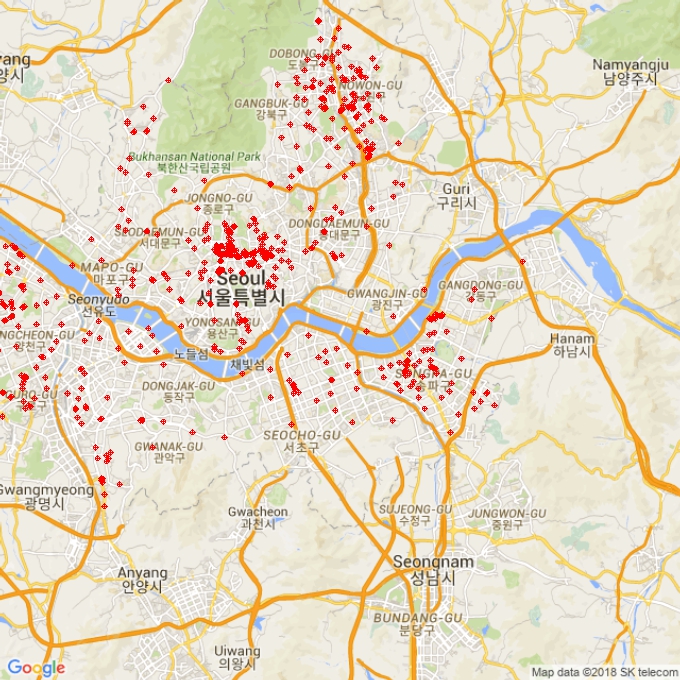 yang
양시
DOBONG-GU
도봉구
NOWON-GU
Namyangju
남양주시
GANGBUK-GU
강북구
Bukhansan National Park
북한산국립공원
Guri
구리시
JONGNO-GU
종로구
SEODAEMUN-GU
서대문구
DONGDAEMUN-GU
동대문구
MAPO-GU
마포구
Seoul
서울특별시
Seonyudo
선유도
GWANGJIN-GU
광진구
GANGDONG-GU
강동구
YONGSAN-GU
용산구
NGCHEON-GU
양천구
노들섬
채빛섬
Hanam
하남시
DONGJAK-GU
동작구
SONGPA-GU
송파구
URO-GU
SEOCHO-GU
서초구
GWANAK-GU
관악구
Gwangmyeong
광명시
Gwacheon
과천시
SUJEONG-GU
수정구
JUNGWON-GU
중원구
Anyang
안양시
Seongnam
성남시
BUNDANG-GU
분당구
Uiwang
의왕시
Google
Map data ©2018 SK telecom